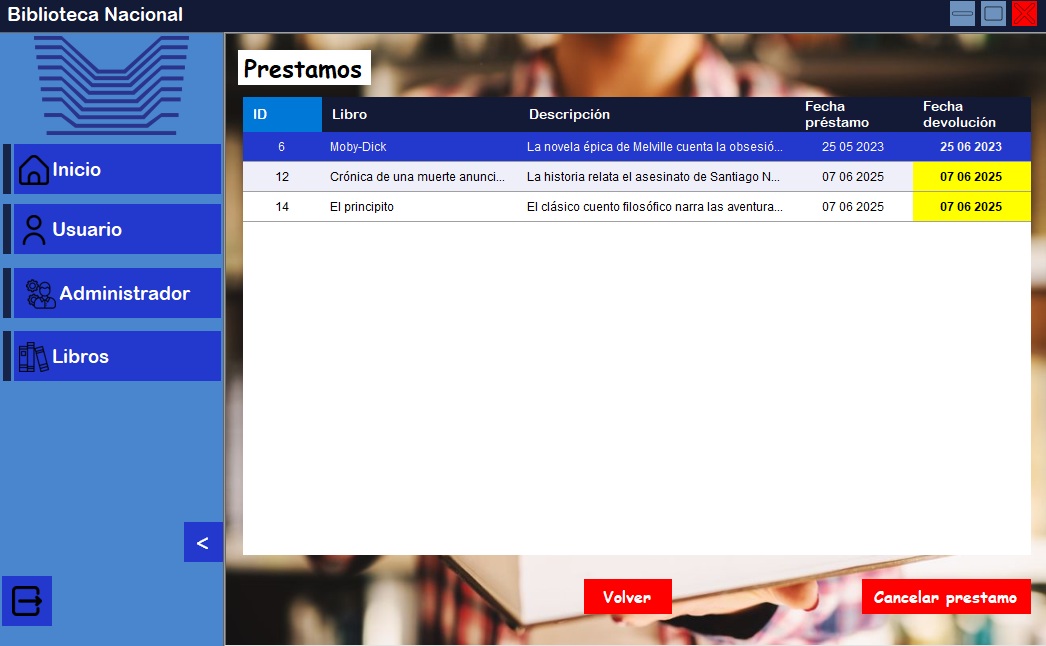 Biblioteca Nacional
Inicio
Usuario
Administrador
Libros
<
Prestamos
ID Libro Descripción Fecha préstamo Fecha devolución
6 Moby-Dick La novela épica de Melville cuenta la obsesió... 25 05 2023 25 06 2023
12 Crónica de una muerte anunci... La historia relata el asesinato de Santiago N... 07 06 2025 07 06 2025
14 El principito El clásico cuento filosófico narra las aventura... 07 06 2025 07 06 2025
Volver
Cancelar prestamo